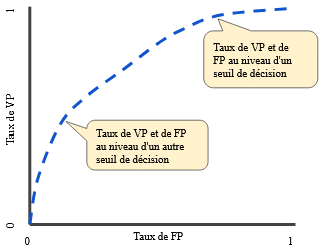 1
Taux de VP et de
FP au niveau d'un
seuil de décision
Taux de VP
Taux de VP et de FP
au niveau d'un autre
seuil de décision
0
0
Taux de FP
1